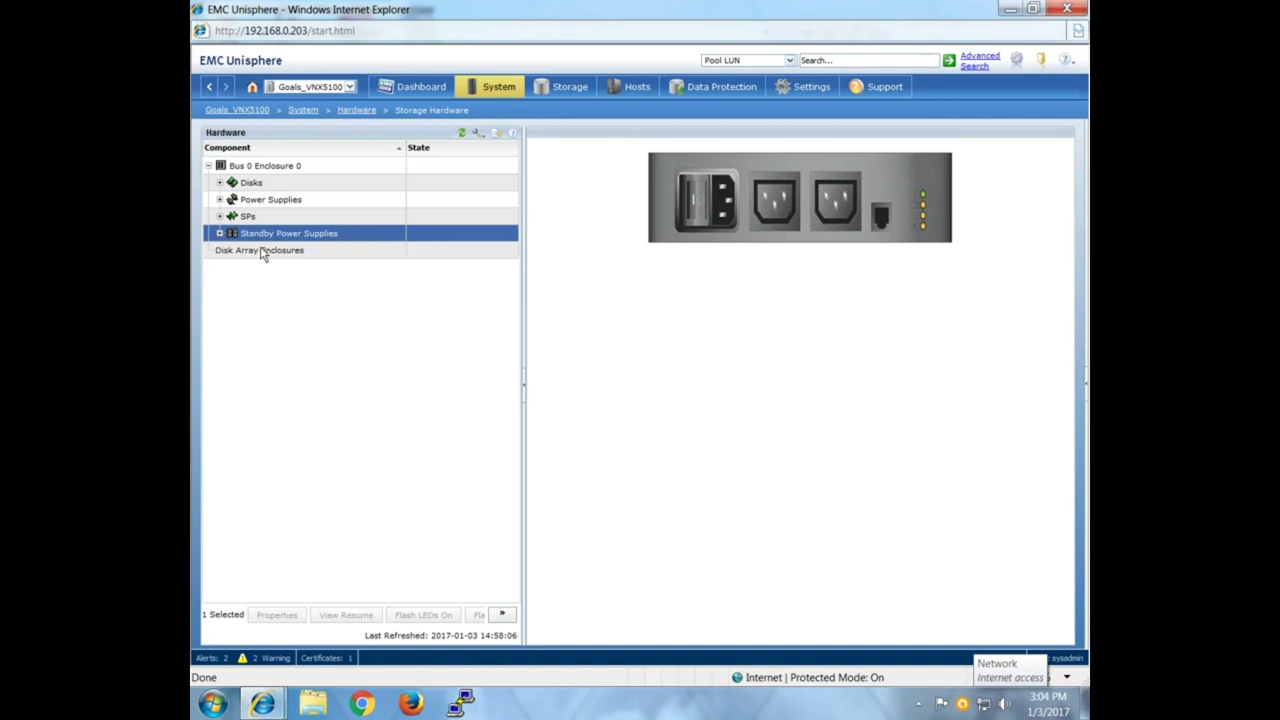 EMC Unisphere - Windows Internet Explorer
http://192.168.0.203/start.html
EMC Unisphere
Pool LUN
Search...
Advanced Search
Goals_VNX5100
Dashboard
System
Storage
Hosts
Data Protection
Settings
Support
Goals_VNX5100 > System > Hardware > Storage Hardware
Hardware
Component State
Bus 0 Enclosure 0
Disks
Power Supplies
SPs
Standby Power Supplies
Disk Array Enclosures
1 Selected Properties View Resume Flash LEDs On Fla »
Last Refreshed: 2017-01-03 14:58:06
Alerts: 2 2 Warning Certificates: 1
sysadmin
Network
Internet access
Done
Internet | Protected Mode: On
3:04 PM
1/3/2017